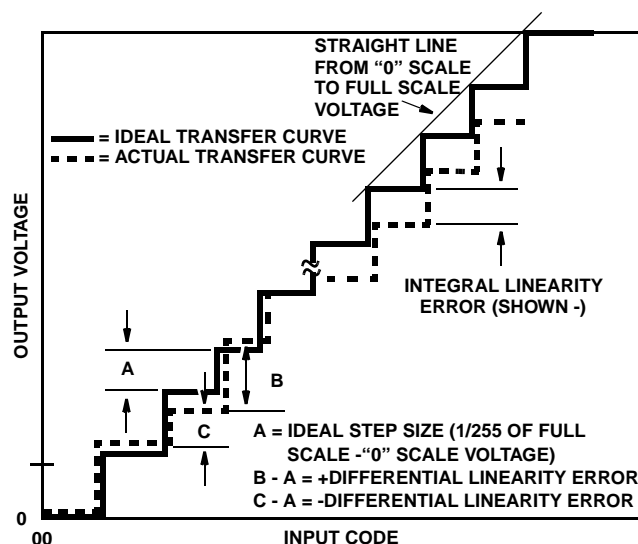 STRAIGHT LINE
FROM “0” SCALE
TO FULL SCALE
VOLTAGE
= IDEAL TRANSFER CURVE
= ACTUAL TRANSFER CURVE
OUTPUT VOLTAGE
INTEGRAL LINEARITY
ERROR (SHOWN -)
A
B
C
A = IDEAL STEP SIZE (1/255 OF FULL
SCALE -“0” SCALE VOLTAGE)
B - A = +DIFFERENTIAL LINEARITY ERROR
C - A = -DIFFERENTIAL LINEARITY ERROR
0
00
INPUT CODE